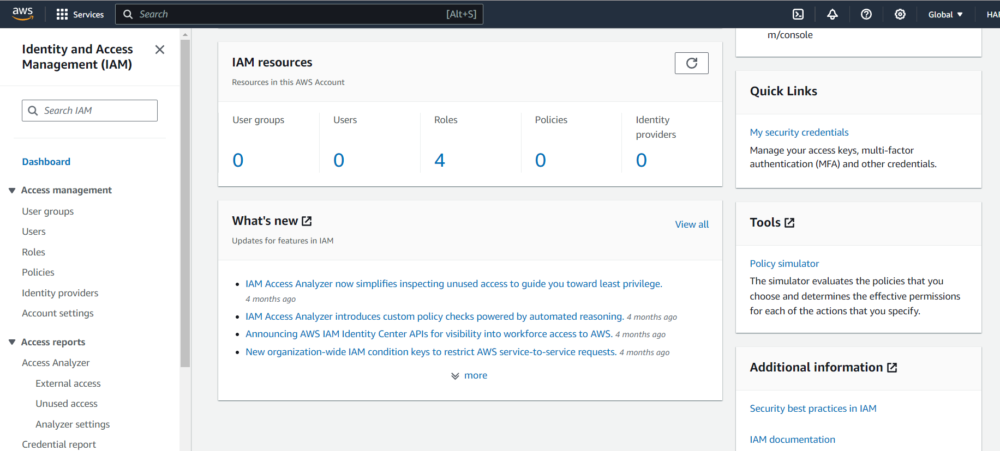 aws
Services
Search
[Alt+S]
Global
HAR
Identity and Access
Management (IAM)
Search IAM
Dashboard
Access management
User groups
Users
Roles
Policies
Identity providers
Account settings
Access reports
Access Analyzer
External access
Unused access
Analyzer settings
Credential report
IAM resources
Resources in this AWS Account
User groups
0
Users
0
Roles
4
Policies
0
Identity
providers
0
What's new
View all
Updates for features in IAM
IAM Access Analyzer now simplifies inspecting unused access to guide you toward least privilege.
4 months ago
IAM Access Analyzer introduces custom policy checks powered by automated reasoning. 4 months ago
Announcing AWS IAM Identity Center APIs for visibility into workforce access to AWS. 4 months ago
New organization-wide IAM condition keys to restrict AWS service-to-service requests. 4 months ago
more
m/console
Quick Links
My security credentials
Manage your access keys, multi-factor
authentication (MFA) and other credentials.
Tools
Policy simulator
The simulator evaluates the policies that you
choose and determines the effective permissions
for each of the actions that you specify.
Additional information
Security best practices in IAM
IAM documentation